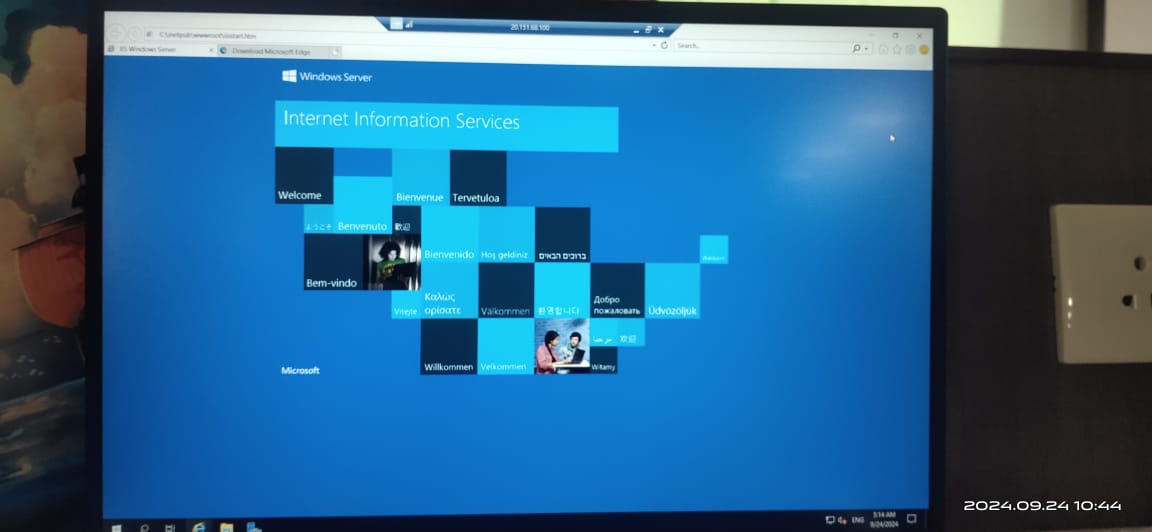 20.151.68.100
C:\inetpub\wwwroot\iisstart.htm
Search...
IIS Windows Server
Download Microsoft Edge
Windows Server
Internet Information Services
Welcome
Bienvenue
Tervetuloa
ようこそ
Benvenuto
歡迎
Bienvenido
Hoş geldiniz
ברוכים הבאים
Bem-vindo
Vítejte
Καλώς
ορίσατε
Välkommen
환영합니다
Добро
пожаловать
Üdvözöljük
Willkommen
Velkommen
مرحبا
欢迎
Witamy
Microsoft
ENG
5:14 AM
9/24/2024
2024.09.24 10:44